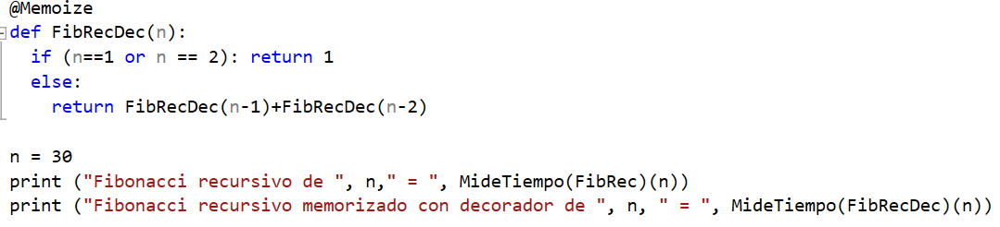 @Memoize
def FibRecDec(n):
  if (n==1 or n == 2): return 1
  else:
    return FibRecDec(n-1)+FibRecDec(n-2)

n = 30
print ("Fibonacci recursivo de ", n," = ", MideTiempo(FibRec)(n))
print ("Fibonacci recursivo memorizado con decorador de ", n, " = ", MideTiempo(FibRecDec)(n))